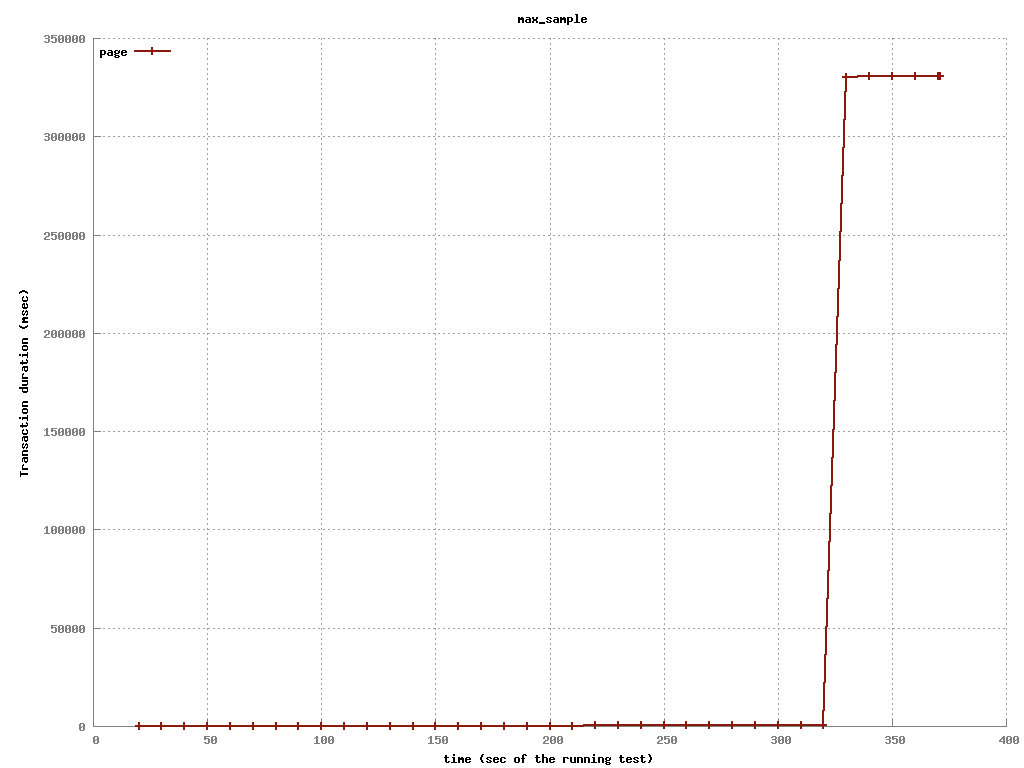 max_sample
page
350000
300000
250000
200000
150000
100000
50000
0
Transaction duration (msec)
0 50 100 150 200 250 300 350 400
time (sec of the running test)